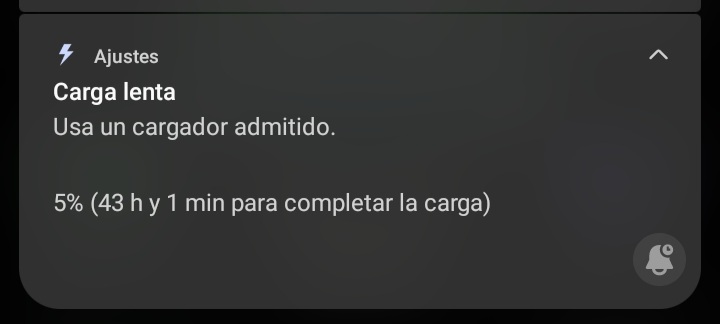 Ajustes
Carga lenta
Usa un cargador admitido.
5% (43 h y 1 min para completar la carga)